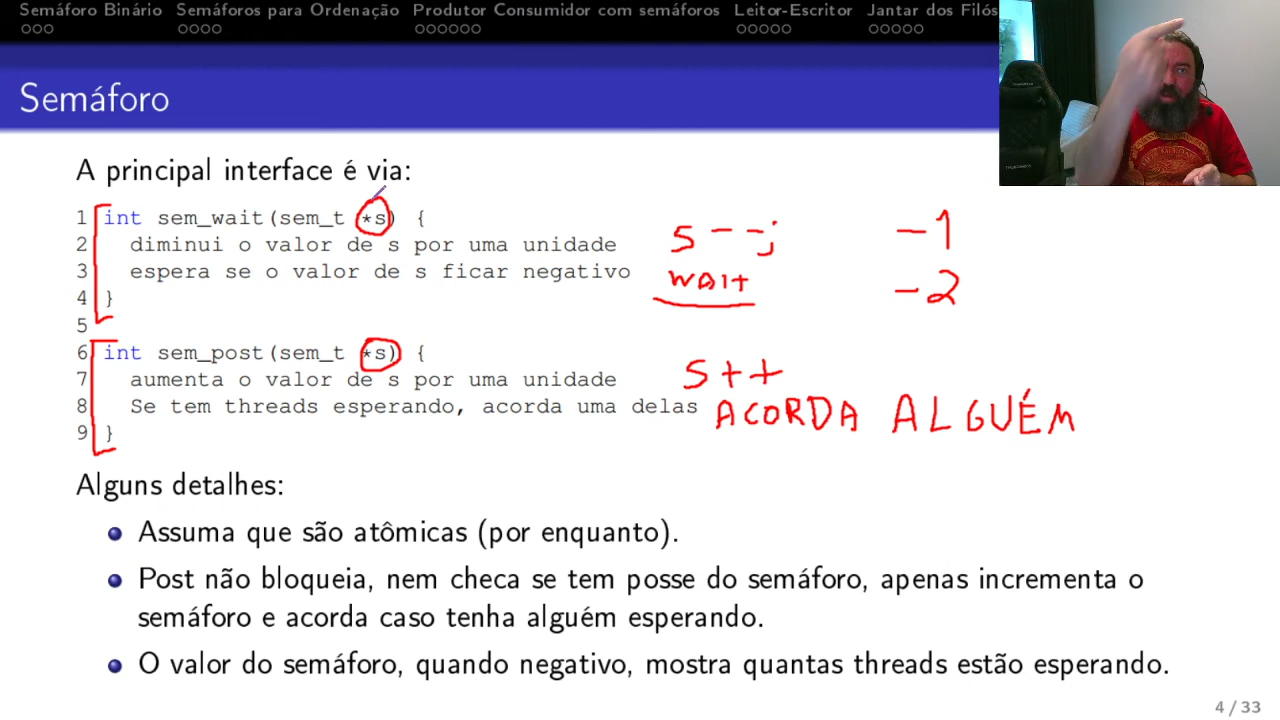 Semáforo Binário Semáforos para Ordenação Produtor Consumidor com semáforos Leitor-Escritor Jantar dos Filós
Semáforo
A principal interface é via:
1 int sem_wait(sem_t *s) {
2 diminui o valor de s por uma unidade
3 espera se o valor de s ficar negativo
4 }
5
s--;
wait
-1
-2
6 int sem_post(sem_t *s) {
7 aumenta o valor de s por uma unidade
8 Se tem threads esperando, acorda uma delas
9 }
s++
ACORDA ALGUÉM
Alguns detalhes:
Assuma que são atômicas (por enquanto).
Post não bloqueia, nem checa se tem posse do semáforo, apenas incrementa o
semáforo e acorda caso tenha alguém esperando.
O valor do semáforo, quando negativo, mostra quantas threads estão esperando.
4 / 33